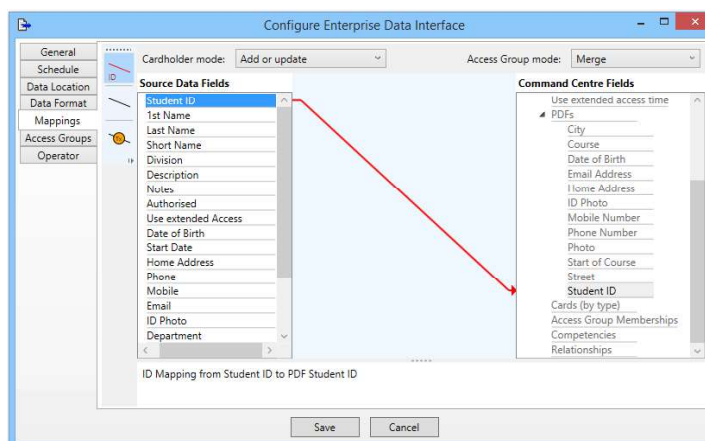 Configure Enterprise Data Interface
General
Schedule
Data Location
Data Format
Mappings
Access Groups
Operator
ID
Cardholder mode: Add or update
Access Group mode: Merge
Source Data Fields
Student ID
1st Name
Last Name
Short Name
Division
Description
Notes
Authorised
Use extended Access
Date of Birth
Start Date
Home Address
Phone
Mobile
Email
ID Photo
Department
Command Centre Fields
Use extended access time
PDFs
City
Course
Date of Birth
Email Address
Home Address
ID Photo
Mobile Number
Phone Number
Photo
Start of Course
Street
Student ID
Cards (by type)
Access Group Memberships
Competencies
Relationships
ID Mapping from Student ID to PDF Student ID
Save Cancel